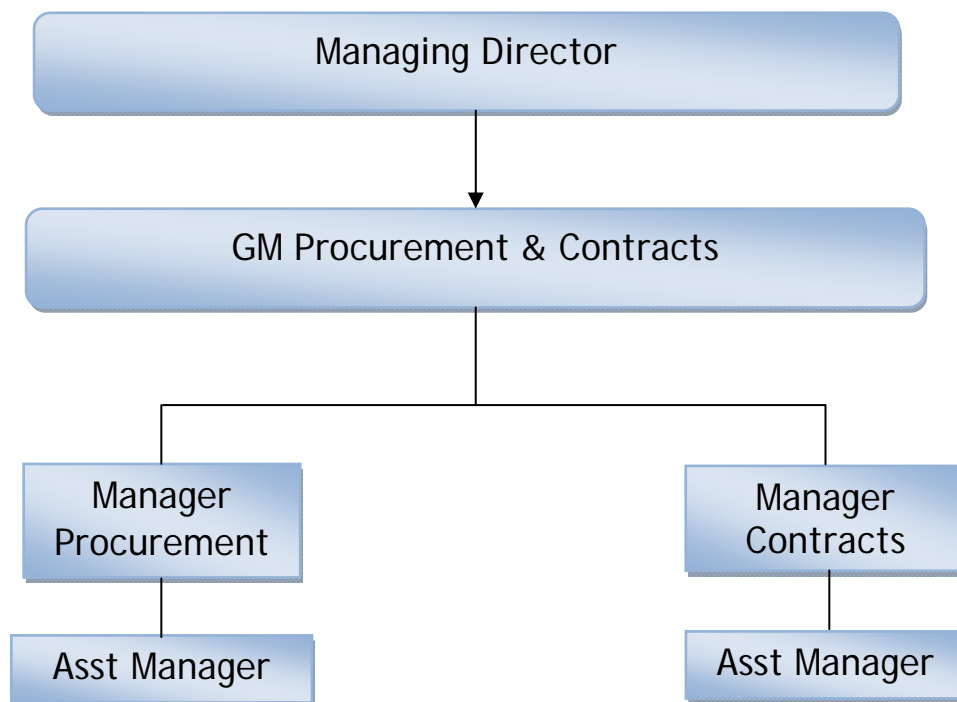 Managing Director
GM Procurement & Contracts
Manager
Procurement
Manager
Contracts
Asst Manager
Asst Manager